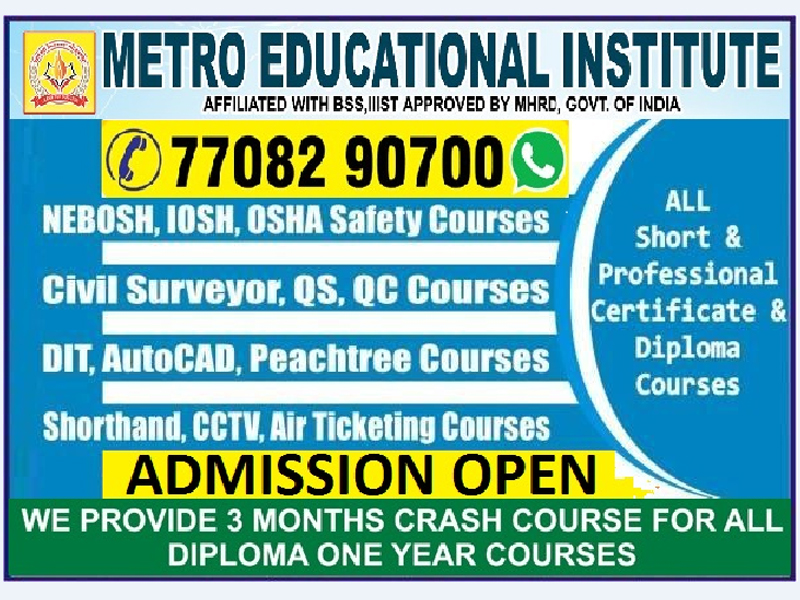 METRO EDUCATIONAL INSTITUTE
AFFILIATED WITH BSS,IIIST APPROVED BY MHRD, GOVT. OF INDIA
77082 90700
NEBOSH, IOSH, OSHA Safety Courses
Civil Surveyor, QS, QC Courses
DIT, AutoCAD, Peachtree Courses
Shorthand, CCTV, Air Ticketing Courses
ALL
Short &
Professional
Certificate &
Diploma
Courses
ADMISSION OPEN
WE PROVIDE 3 MONTHS CRASH COURSE FOR ALL
DIPLOMA ONE YEAR COURSES